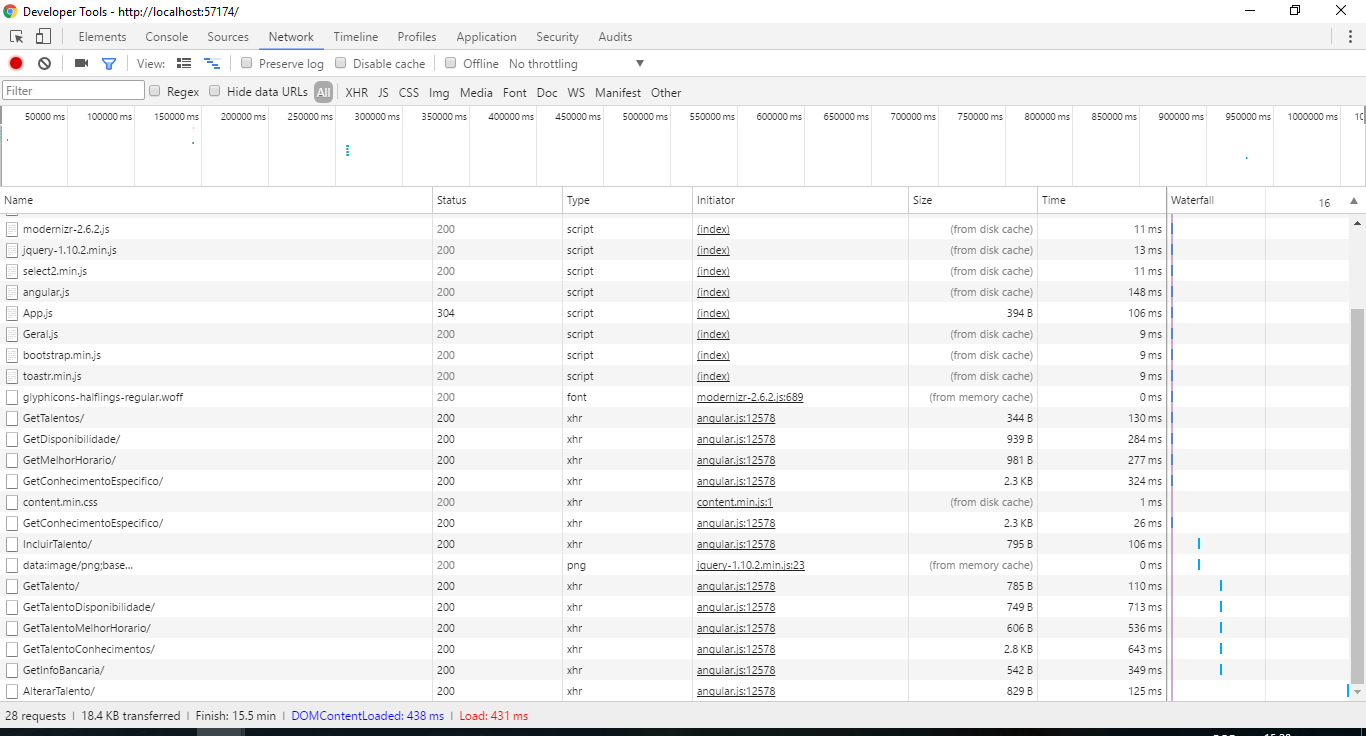 Developer Tools - http://localhost:57174/
Elements Console Sources Network Timeline Profiles Application Security Audits
View: Preserve log Disable cache Offline No throttling
Filter Regex Hide data URLs All XHR JS CSS Img Media Font Doc WS Manifest Other
50000 ms 100000 ms 150000 ms 200000 ms 250000 ms 300000 ms 350000 ms 400000 ms 450000 ms 500000 ms 550000 ms 600000 ms 650000 ms 700000 ms 750000 ms 800000 ms 850000 ms 900000 ms 950000 ms 1000000 ms
Name Status Type Initiator Size Time Waterfall 16
modernizr-2.6.2.js 200 script (index) (from disk cache) 11 ms
jquery-1.10.2.min.js 200 script (index) (from disk cache) 13 ms
select2.min.js 200 script (index) (from disk cache) 11 ms
angular.js 200 script (index) (from disk cache) 148 ms
App.js 304 script (index) 394 B 106 ms
Geral.js 200 script (index) (from disk cache) 9 ms
bootstrap.min.js 200 script (index) (from disk cache) 9 ms
toastr.min.js 200 script (index) (from disk cache) 9 ms
glyphicons-halflings-regular.woff 200 font modernizr-2.6.2.js:689 (from memory cache) 0 ms
GetTalentos/ 200 xhr angular.js:12578 344 B 130 ms
GetDisponibilidade/ 200 xhr angular.js:12578 939 B 284 ms
GetMelhorHorario/ 200 xhr angular.js:12578 981 B 277 ms
GetConhecimentoEspecifico/ 200 xhr angular.js:12578 2.3 KB 324 ms
content.min.css 200 xhr content.min.js:1 (from disk cache) 1 ms
GetConhecimentoEspecifico/ 200 xhr angular.js:12578 2.3 KB 26 ms
IncluirTalento/ 200 xhr angular.js:12578 795 B 106 ms
data:image/png;base... 200 png jquery-1.10.2.min.js:23 (from memory cache) 0 ms
GetTalento/ 200 xhr angular.js:12578 785 B 110 ms
GetTalentoDisponibilidade/ 200 xhr angular.js:12578 749 B 713 ms
GetTalentoMelhorHorario/ 200 xhr angular.js:12578 606 B 536 ms
GetTalentoConhecimentos/ 200 xhr angular.js:12578 2.8 KB 643 ms
GetInfoBancaria/ 200 xhr angular.js:12578 542 B 349 ms
AlterarTalento/ 200 xhr angular.js:12578 829 B 125 ms
28 requests | 18.4 KB transferred | Finish: 15.5 min | DOMContentLoaded: 438 ms | Load: 431 ms